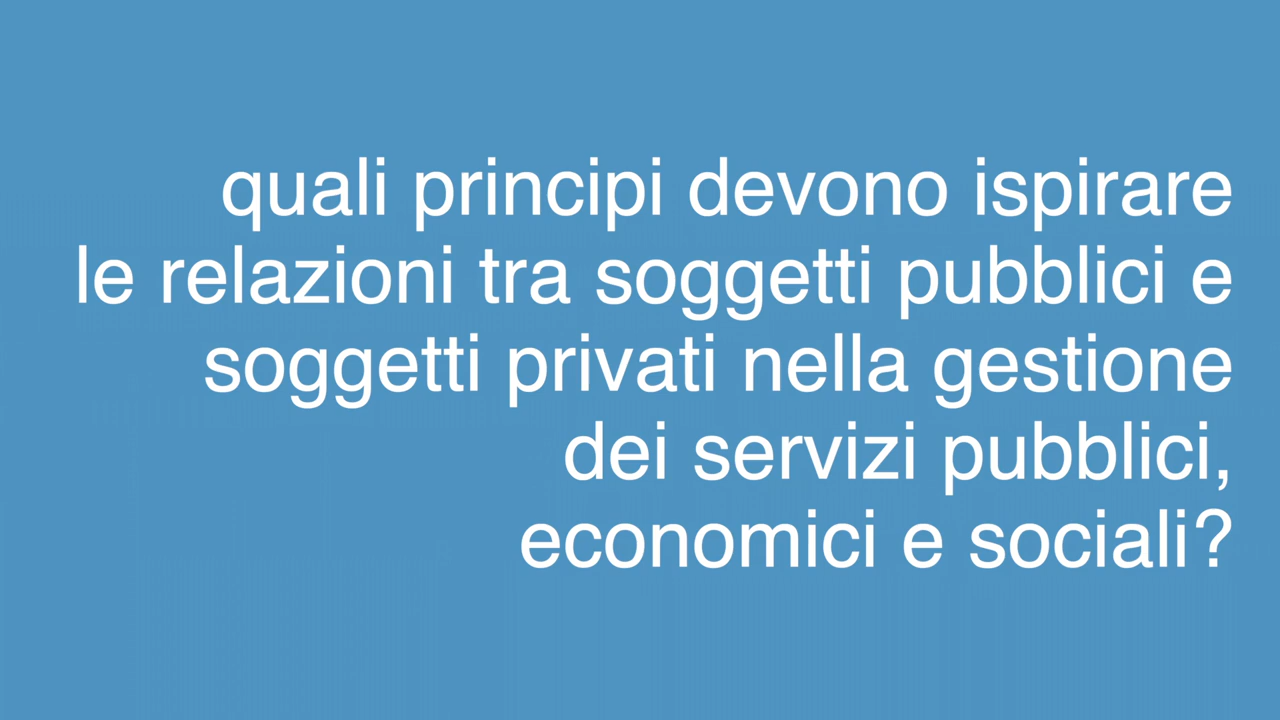 quali principi devono ispirare
le relazioni tra soggetti pubblici e
soggetti privati nella gestione
dei servizi pubblici,
economici e sociali?